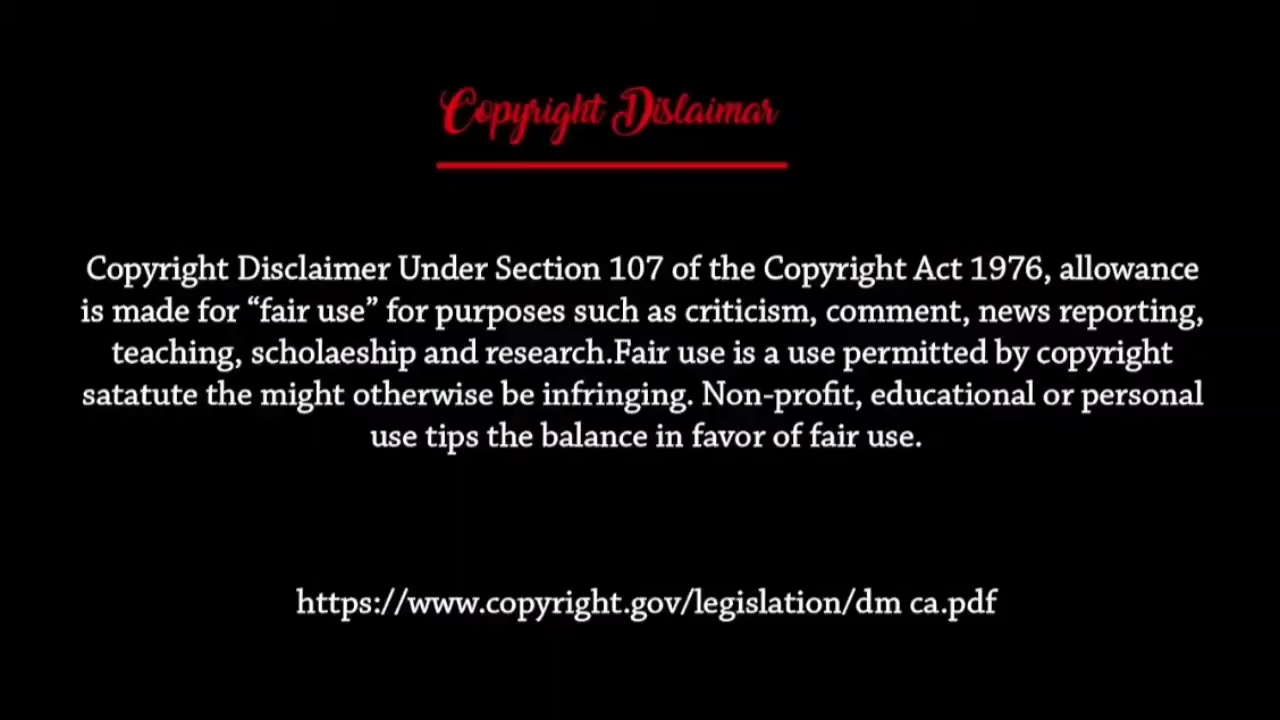 Copyright Dislaimar
Copyright Disclaimer Under Section 107 of the Copyright Act 1976, allowance
is made for “fair use” for purposes such as criticism, comment, news reporting,
teaching, scholaeship and research.Fair use is a use permitted by copyright
satatute the might otherwise be infringing. Non-profit, educational or personal
use tips the balance in favor of fair use.
https://www.copyright.gov/legislation/dm ca.pdf